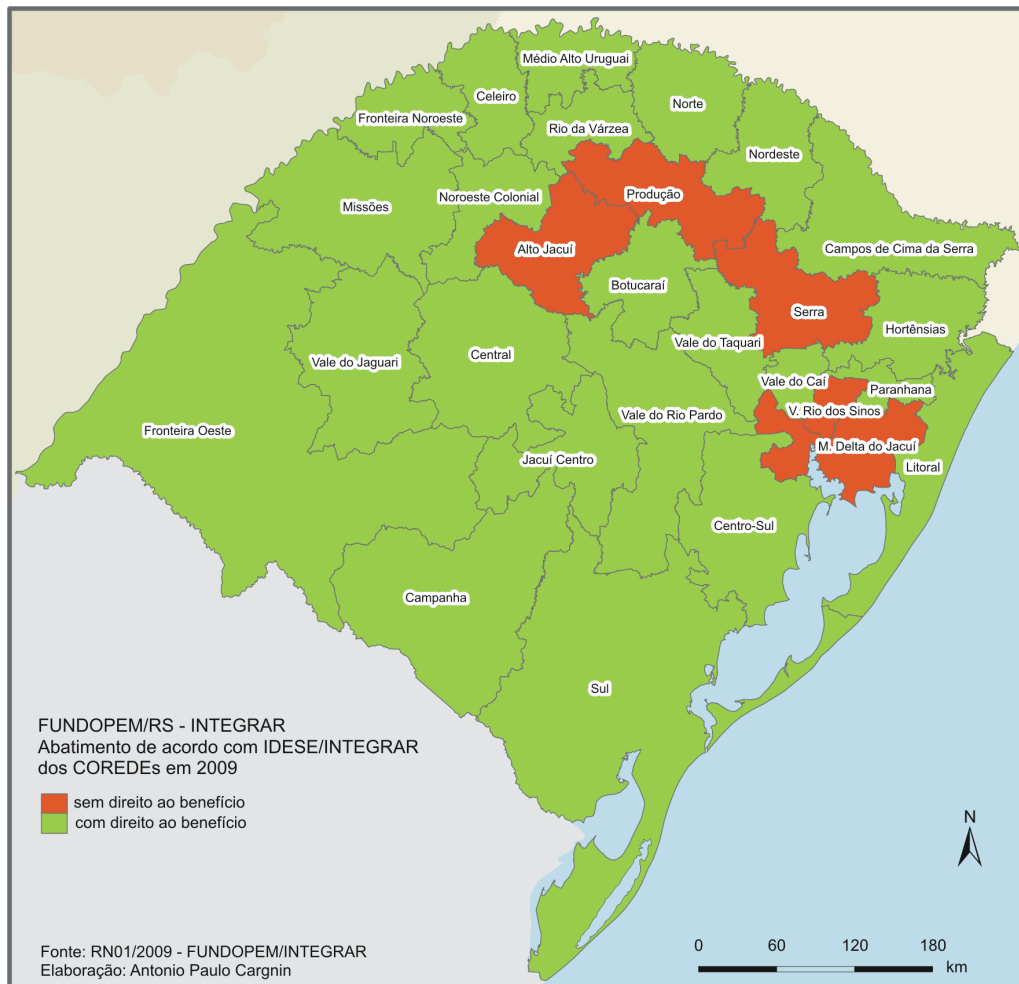 Médio Alto Uruguai
Celeiro
Norte
Fronteira Noroeste
Rio da Várzea
Nordeste
Noroeste Colonial
Produção
Missões
Alto Jacuí
Campos de Cima da Serra
Botucaraí
Serra
Hortênsias
Vale do Taquari
Central
Vale do Jaguari
Vale do Caí
Paranhana
V. Rio dos Sinos
Vale do Rio Pardo
Fronteira Oeste
M. Delta do Jacuí
Jacuí Centro
Litoral
Centro-Sul
Campanha
Sul
FUNDOPEM/RS - INTEGRAR
Abatimento de acordo com IDESE/INTEGRAR
dos COREDEs em 2009
sem direito ao benefício
com direito ao benefício
N
Fonte: RN01/2009 - FUNDOPEM/INTEGRAR
Elaboração: Antonio Paulo Cargnin
0 60 120 180
km